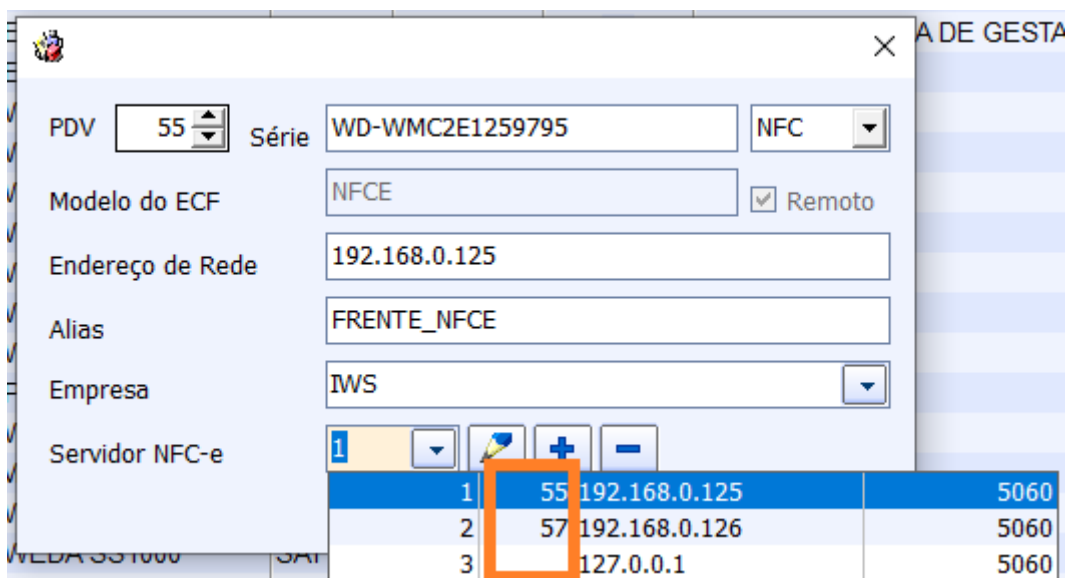 A DE GESTA
PDV 55 Série WD-WMC2E1259795 NFC
Modelo do ECF NFCE Remoto
Endereço de Rede 192.168.0.125
Alias FRENTE_NFCE
Empresa IWS
Servidor NFC-e 1
1 55 192.168.0.125 5060
2 57 192.168.0.126 5060
3 127.0.0.1 5060